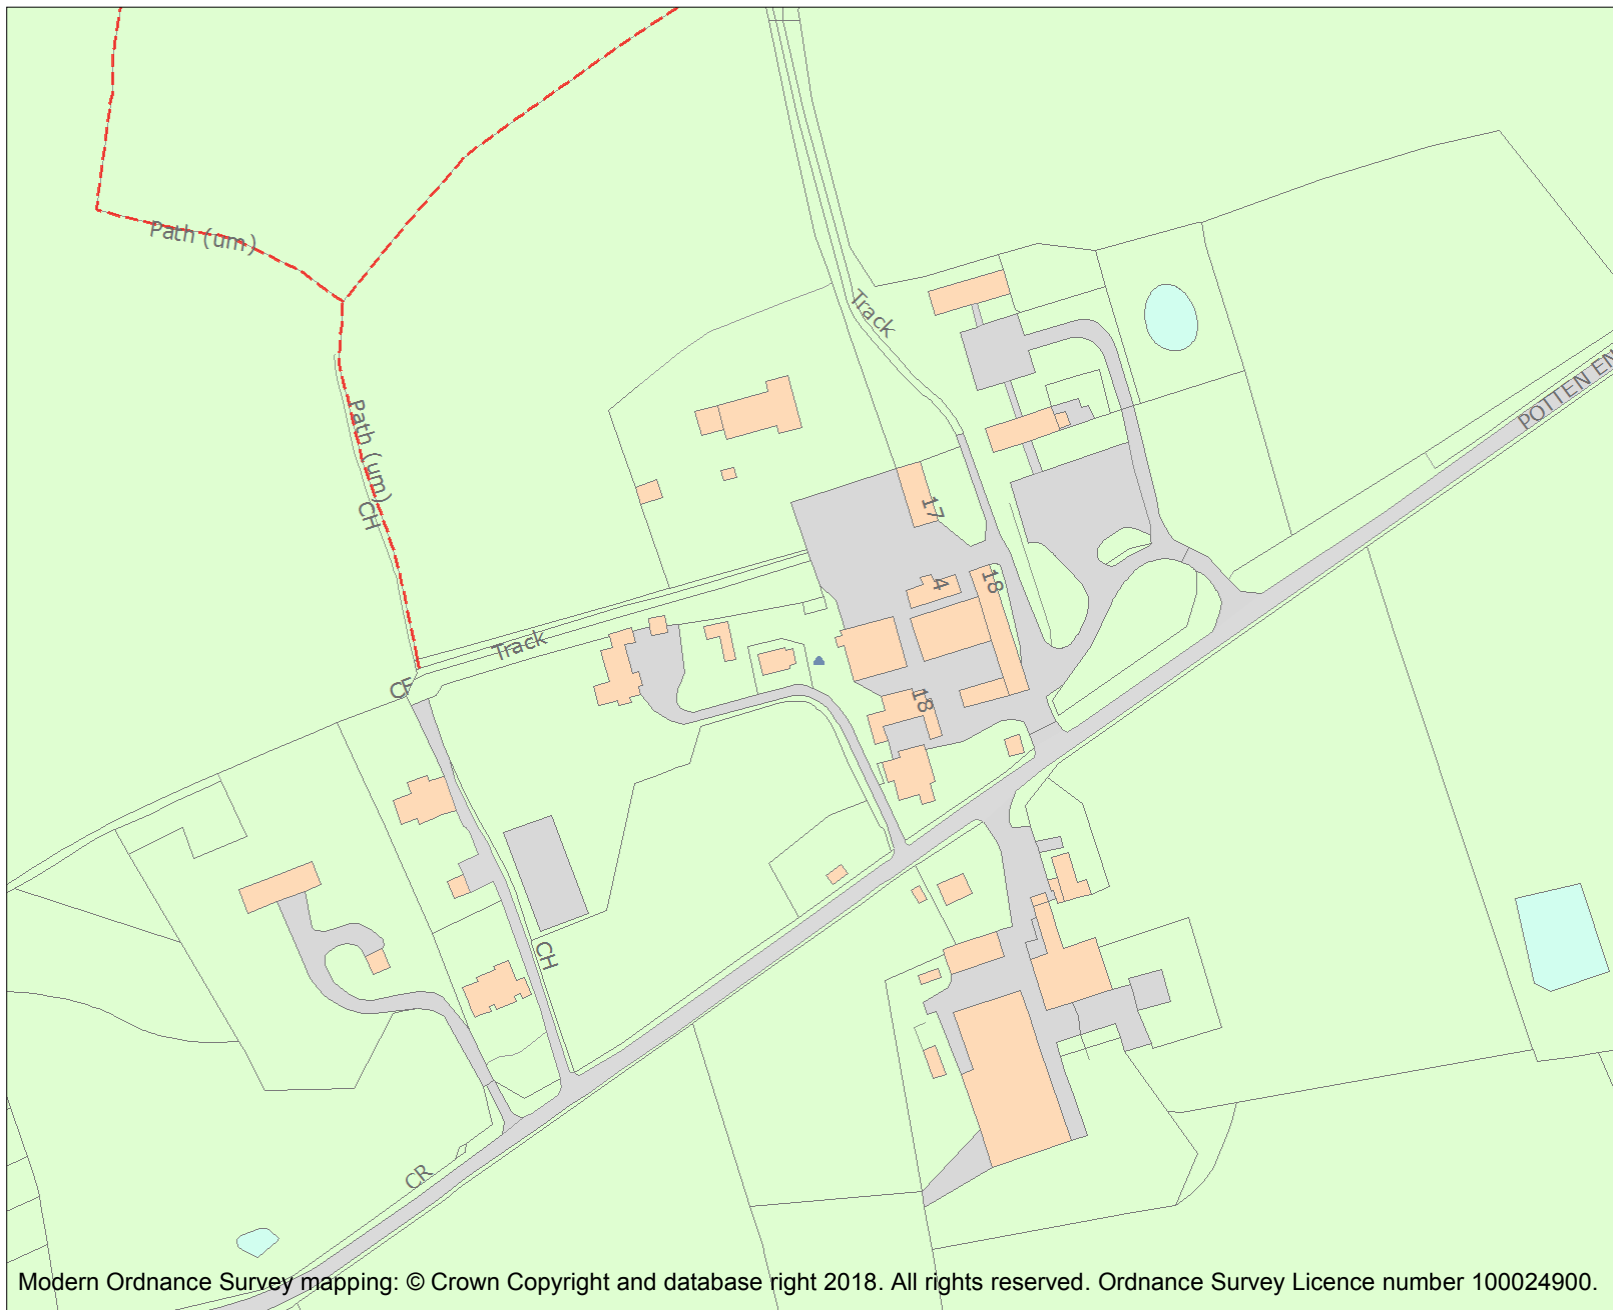 Path (um)
Track
POTTEN EN
Path (um)
CH
17
4
18
Track
CH
18
CH
CR
Modern Ordnance Survey mapping: © Crown Copyright and database right 2018. All rights reserved. Ordnance Survey Licence number 100024900.